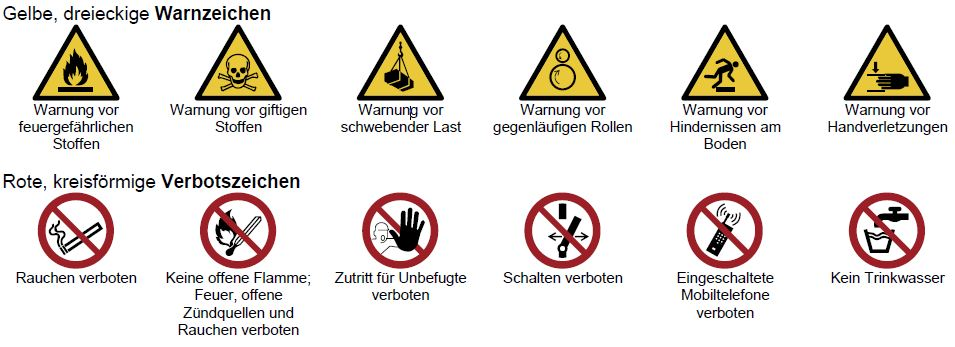 Gelbe, dreieckige Warnzeichen
Warnung vor
feuergefährlichen
Stoffen
Warnung vor giftigen
Stoffen
Warnung vor
schwebender Last
Warnung vor
gegenläufigen Rollen
Warnung vor
Hindernissen am
Boden
Warnung vor
Handverletzungen
Rote, kreisförmige Verbotszeichen
Rauchen verboten
Keine offene Flamme;
Feuer, offene
Zündquellen und
Rauchen verboten
Zutritt für Unbefugte
verboten
Schalten verboten
Eingeschaltete
Mobiltelefone
verboten
Kein Trinkwasser